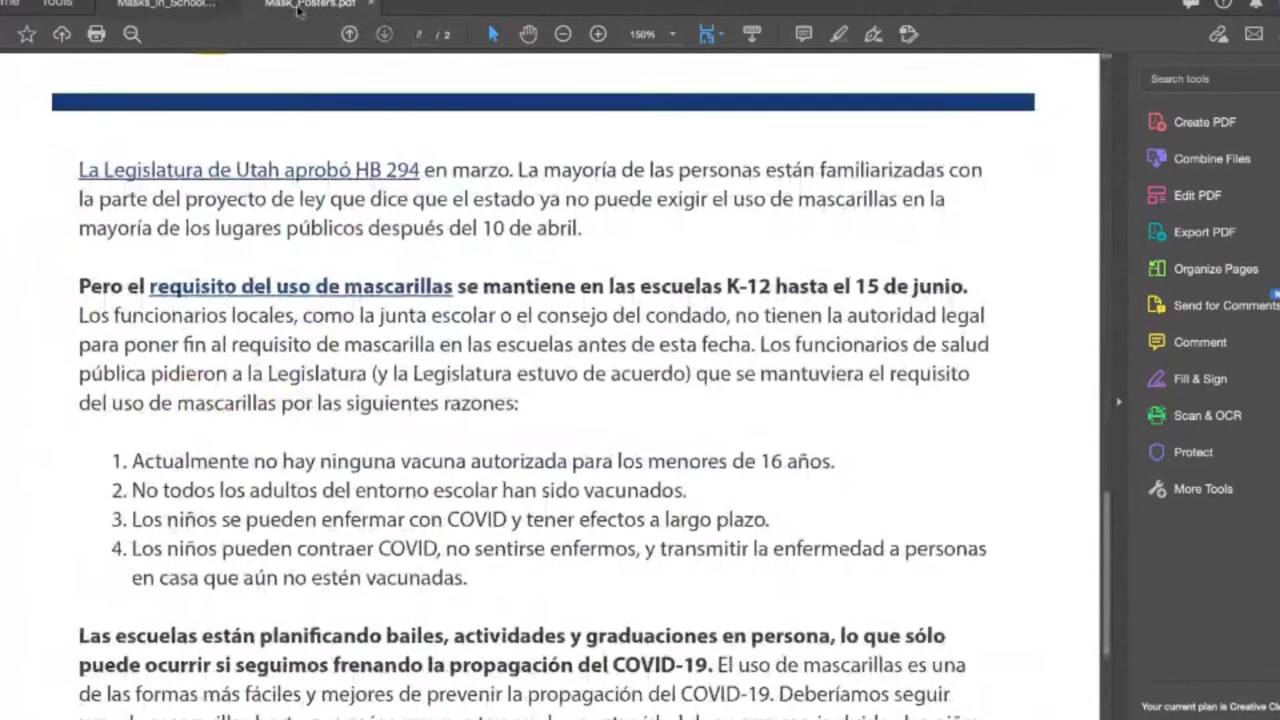 Tools
Masks_in_School...
Mask_Posters.pdf
2 / 2
150%
Search tools
La Legislatura de Utah aprobó HB 294 en marzo. La mayoría de las personas están familiarizadas con
la parte del proyecto de ley que dice que el estado ya no puede exigir el uso de mascarillas en la
mayoría de los lugares públicos después del 10 de abril.
Pero el requisito del uso de mascarillas se mantiene en las escuelas K-12 hasta el 15 de junio.
Los funcionarios locales, como la junta escolar o el consejo del condado, no tienen la autoridad legal
para poner fin al requisito de mascarilla en las escuelas antes de esta fecha. Los funcionarios de salud
pública pidieron a la Legislatura (y la Legislatura estuvo de acuerdo) que se mantuviera el requisito
del uso de mascarillas por las siguientes razones:
1. Actualmente no hay ninguna vacuna autorizada para los menores de 16 años.
2. No todos los adultos del entorno escolar han sido vacunados.
3. Los niños se pueden enfermar con COVID y tener efectos a largo plazo.
4. Los niños pueden contraer COVID, no sentirse enfermos, y transmitir la enfermedad a personas
en casa que aún no estén vacunadas.
Las escuelas están planificando bailes, actividades y graduaciones en persona, lo que sólo
puede ocurrir si seguimos frenando la propagación del COVID-19. El uso de mascarillas es una
de las formas más fáciles y mejores de prevenir la propagación del COVID-19. Deberíamos seguir
Create PDF
Combine Files
Edit PDF
Export PDF
Organize Pages
Send for Comments
Comment
Fill & Sign
Scan & OCR
Protect
More Tools
Your current plan is Creative